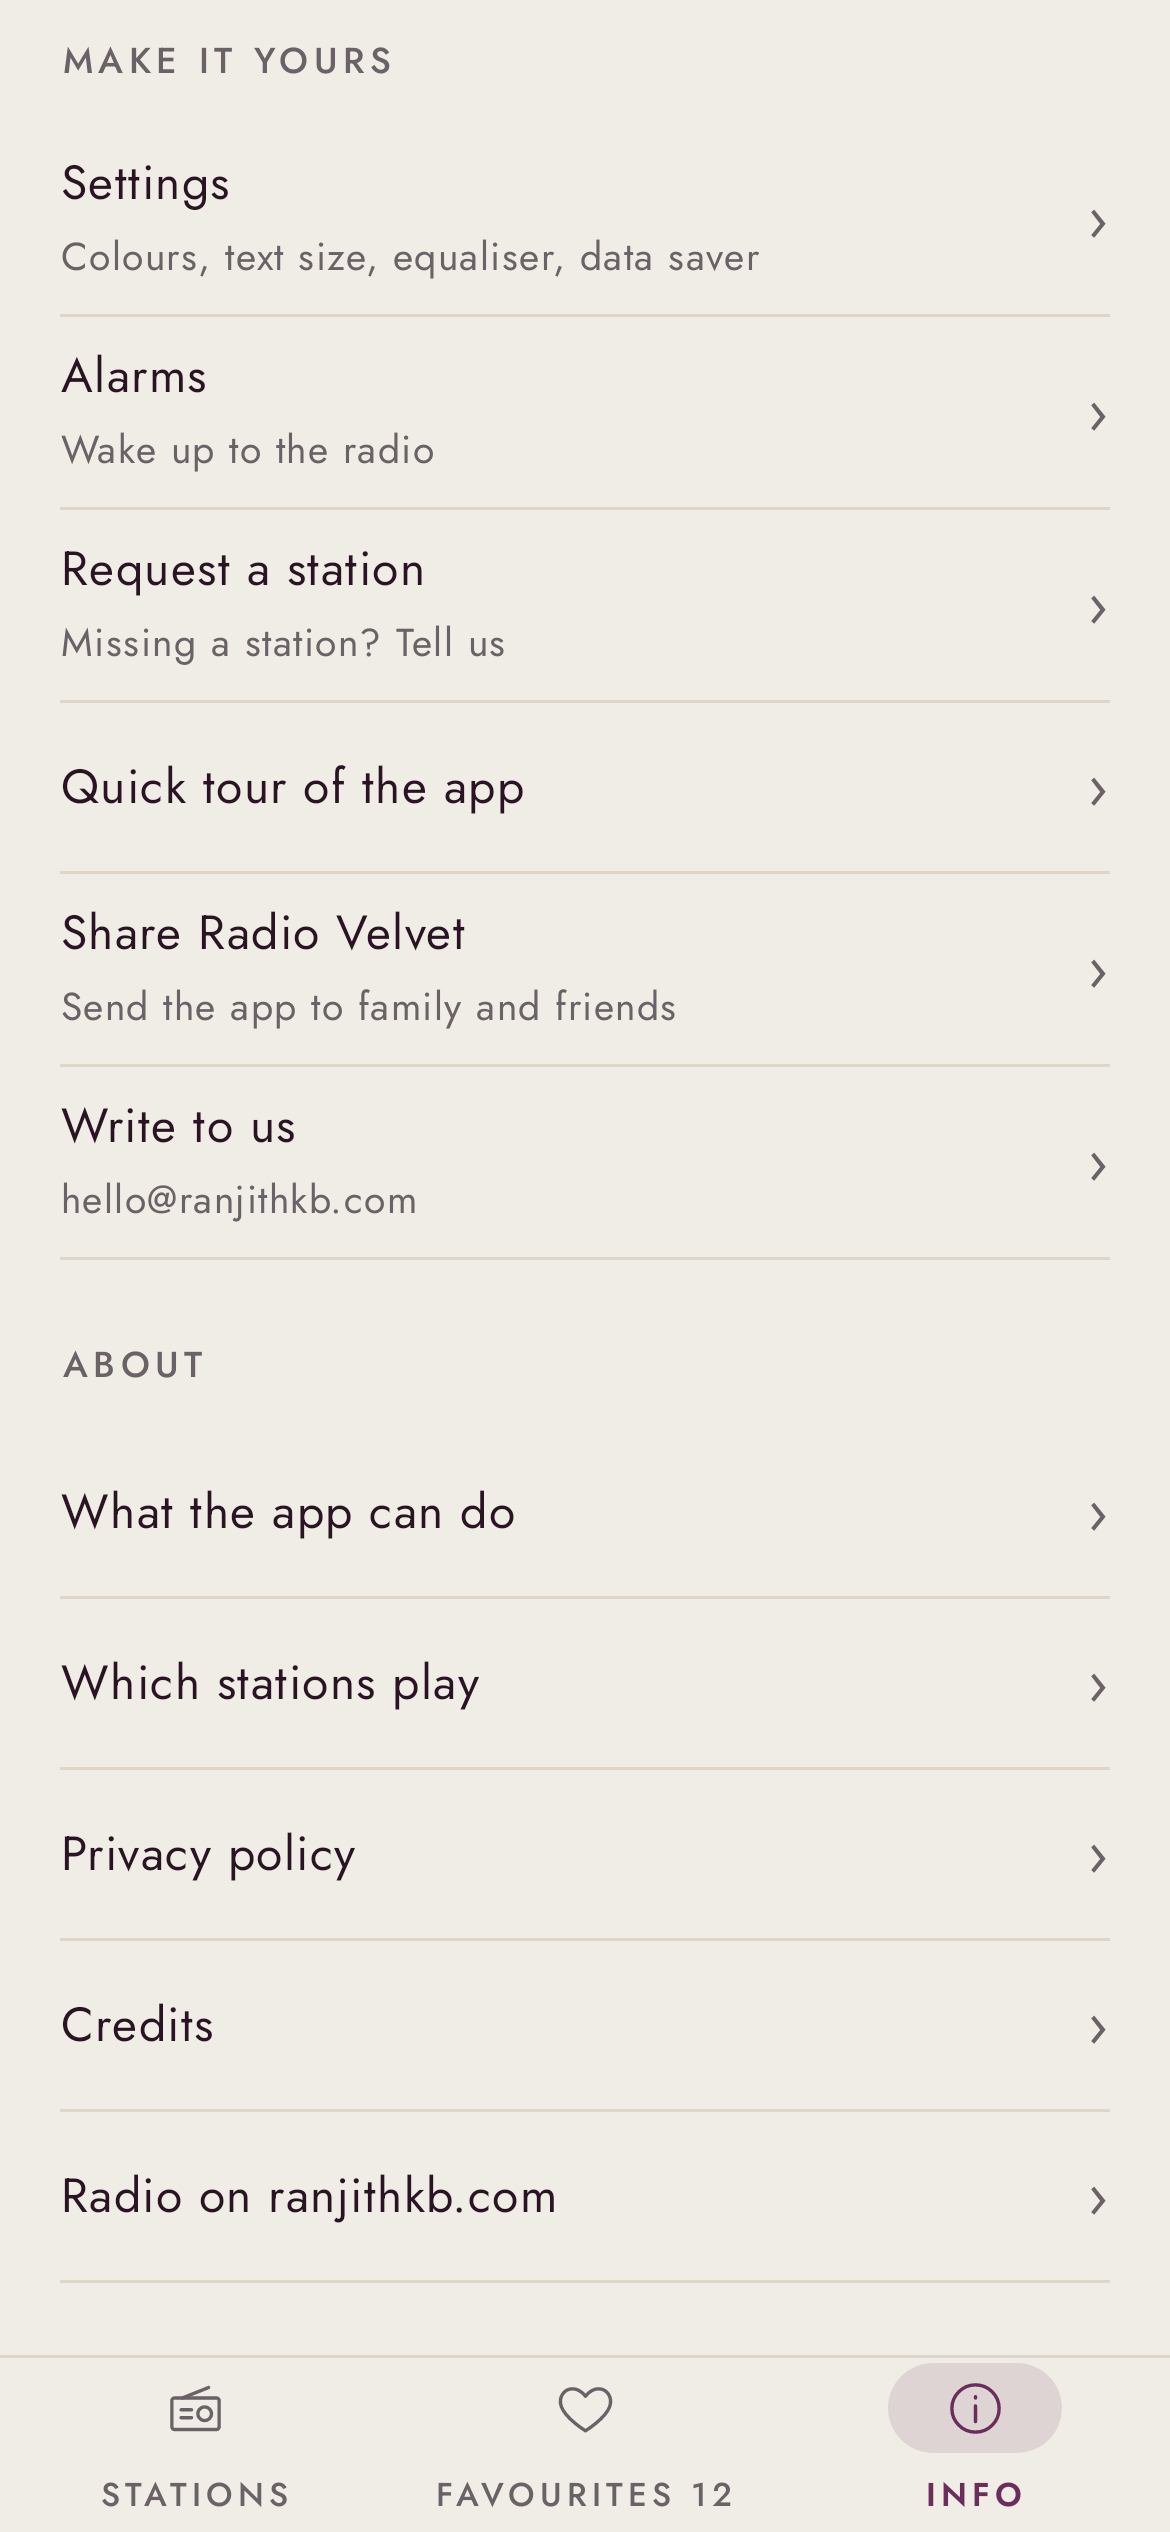 MAKE IT YOURS
Settings
Colours, text size, equaliser, data saver
Alarms
Wake up to the radio
Request a station
Missing a station? Tell us
Quick tour of the app
Share Radio Velvet
Send the app to family and friends
Write to us
hello@ranjithkb.com
ABOUT
What the app can do
Which stations play
Privacy policy
Credits
Radio on ranjithkb.com
STATIONS
FAVOURITES 12
INFO